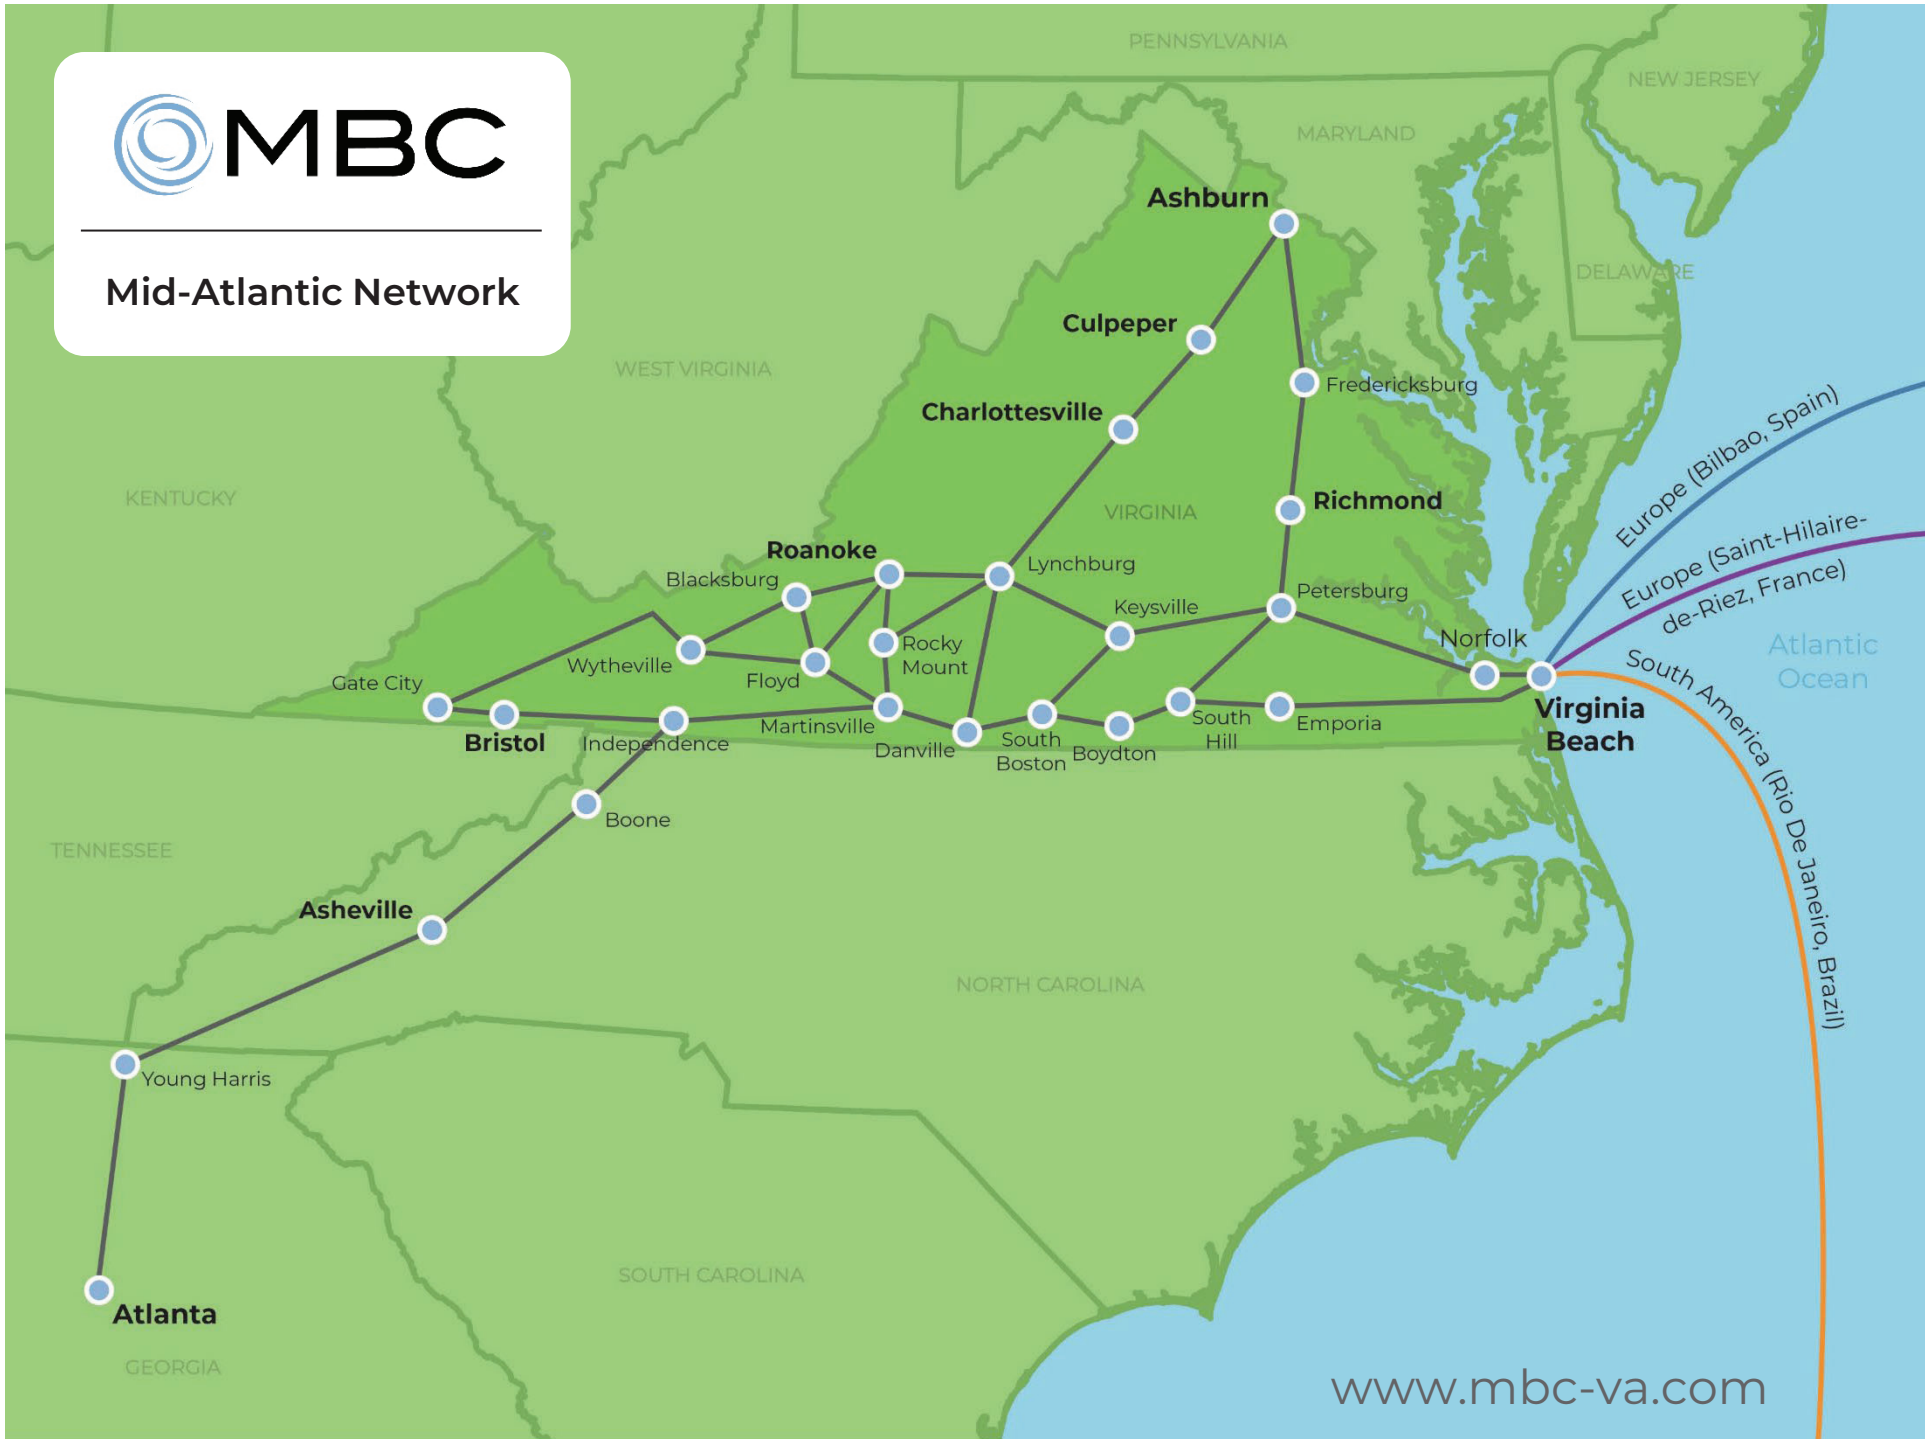 MBC
Mid-Atlantic Network
PENNSYLVANIA
NEW JERSEY
MARYLAND
DELAWARE
WEST VIRGINIA
KENTUCKY
VIRGINIA
TENNESSEE
NORTH CAROLINA
SOUTH CAROLINA
GEORGIA
Ashburn
Culpeper
Fredericksburg
Charlottesville
Richmond
Roanoke
Blacksburg
Lynchburg
Keysville
Petersburg
Norfolk
Wytheville
Floyd
Rocky
Mount
Gate City
Bristol
Independence
Martinsville
Danville
South
Boston
Boydton
South
Hill
Emporia
Virginia
Beach
Boone
Asheville
Young Harris
Atlanta
Europe (Bilbao, Spain)
Europe (Saint-Hilaire-
de-Riez, France)
South America (Rio De Janeiro, Brazil)
Atlantic
Ocean
www.mbc-va.com